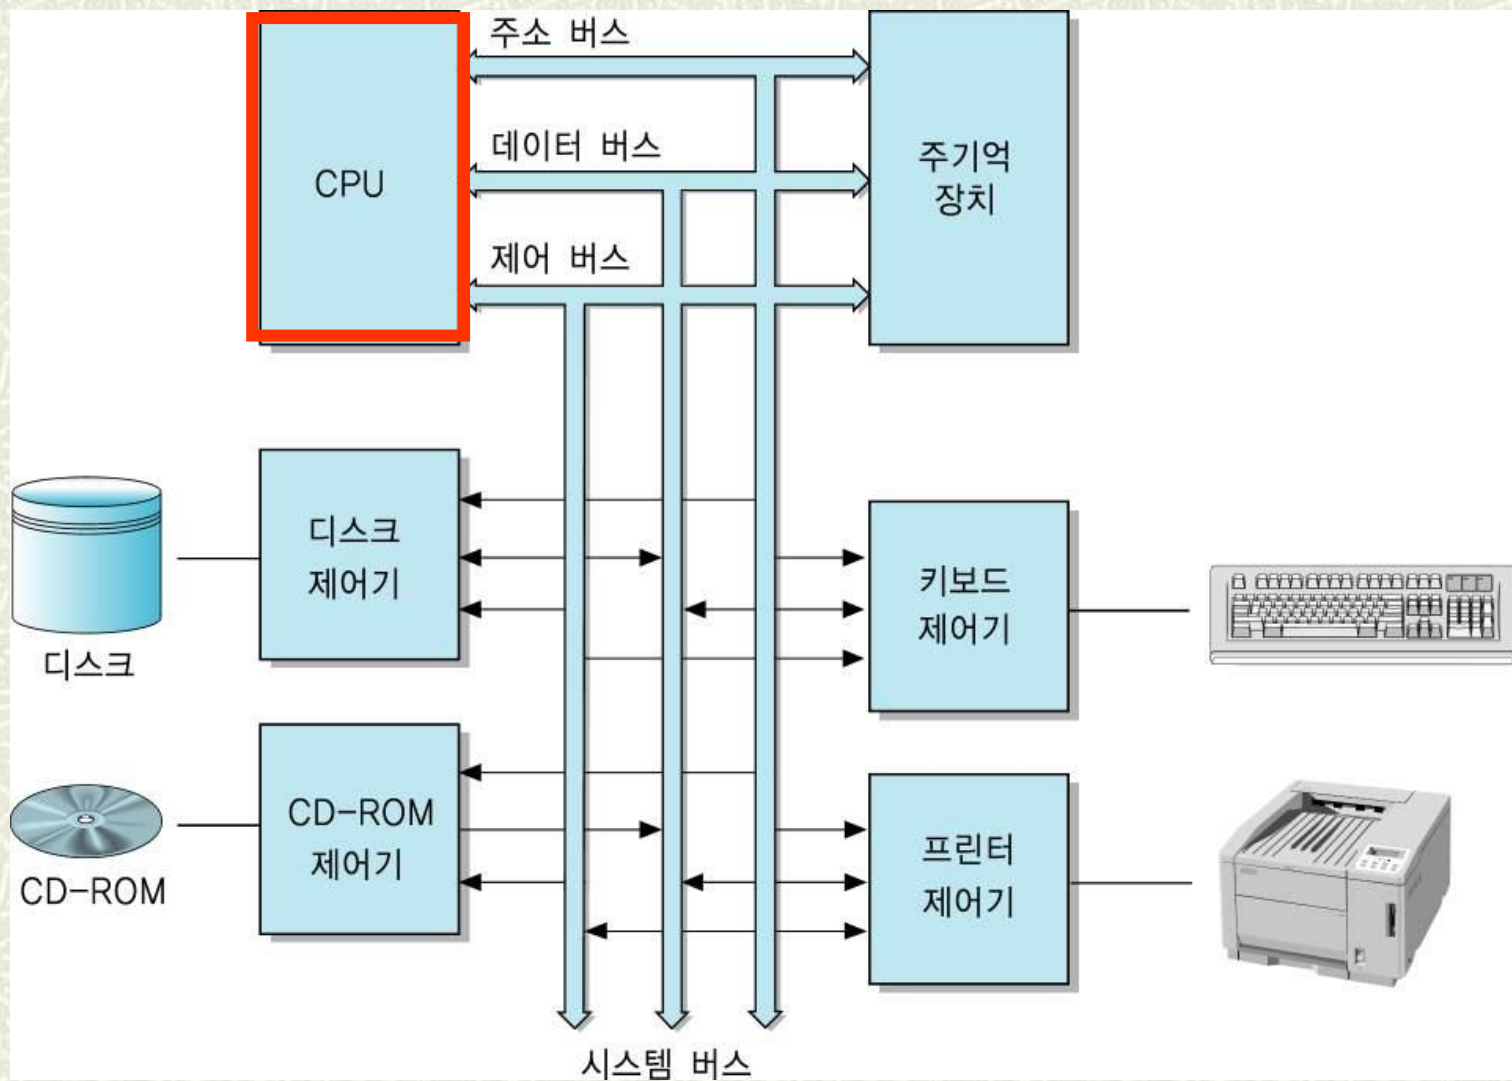 주소 버스
데이터 버스
제어 버스
CPU
주기억
장치
디스크
제어기
디스크
키보드
제어기
CD-ROM
제어기
CD-ROM
프린터
제어기
시스템 버스